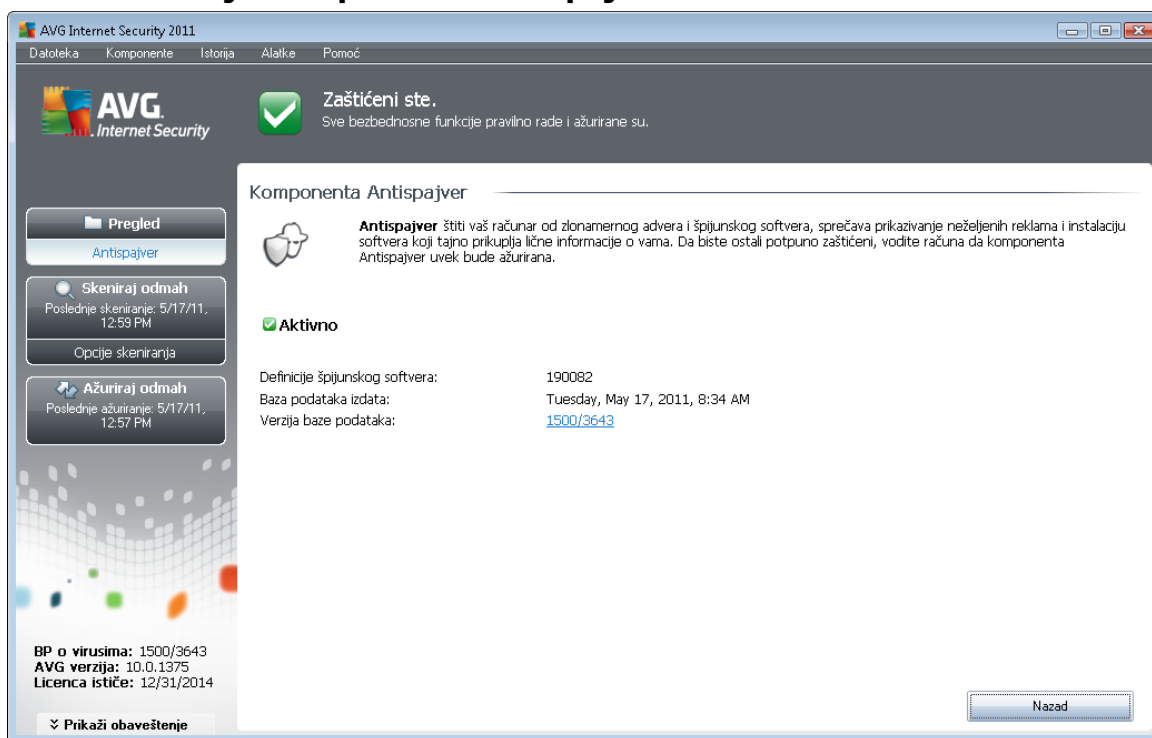 AVG Internet Security 2011
Datoteka Komponente Istorija Alatke Pomoć
AVG.
Internet Security
Zaštićeni ste.
Sve bezbednosne funkcije pravilno rade i ažurirane su.
Pregled
Antispajver
Skeniraj odmah
Poslednje skeniranje: 5/17/11,
12:59 PM
Opcije skeniranja
Ažuriraj odmah
Poslednje ažuriranje: 5/17/11,
12:57 PM
BP o virusima: 1500/3643
AVG verzija: 10.0.1375
Licenca ističe: 12/31/2014
Prikaži obaveštenje
Komponenta Antispajver
Antispajver štiti vaš računar od zlonamernog advera i špijunskog softvera, sprečava prikazivanje neželjenih reklama i instalaciju
softvera koji tajno prikuplja lične informacije o vama. Da biste ostali potpuno zaštićeni, vodite računa da komponenta
Antispajver uvek bude ažurirana.
Aktivno
Definicije špijunskog softvera: 190082
Baza podataka izdata: Tuesday, May 17, 2011, 8:34 AM
Verzija baze podataka: 1500/3643
Nazad